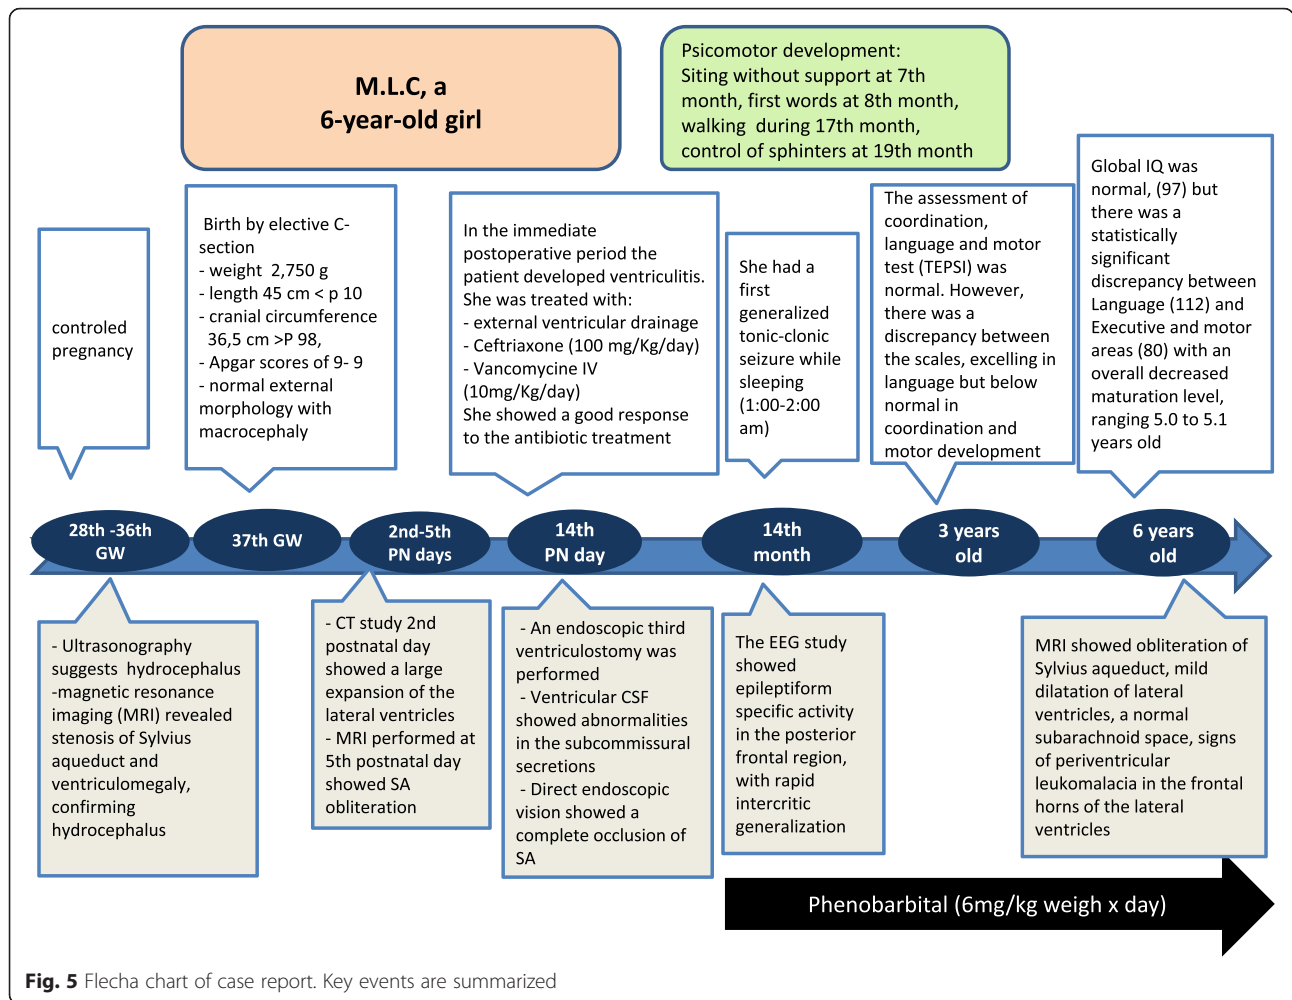 M.L.C, a
6-year-old girl
Psicomotor development:
Siting without support at 7th
month, first words at 8th month,
walking during 17th month,
control of sphinters at 19th month
controled
pregnancy
Birth by elective C-
section
- weight 2,750 g
- length 45 cm < p 10
- cranial circumference
36,5 cm >P 98,
- Apgar scores of 9- 9
- normal external
morphology with
macrocephaly
In the immediate
postoperative period the
patient developed ventriculitis.
She was treated with:
- external ventricular drainage
- Ceftriaxone (100 mg/Kg/day)
- Vancomycine IV
(10mg/Kg/day)
She showed a good response
to the antibiotic treatment
She had a
first
generalized
tonic-clonic
seizure while
sleeping
(1:00-2:00
am)
The assessment of
coordination,
language and motor
test (TEPSI) was
normal. However,
there was a
discrepancy between
the scales, excelling in
language but below
normal in
coordination and
motor development
Global IQ was
normal, (97) but
there was a
statistically
significant
discrepancy between
Language (112) and
Executive and motor
areas (80) with an
overall decreased
maturation level,
ranging 5.0 to 5.1
years old
28th -36th
GW
37th GW
2nd-5th
PN days
14th
PN day
14th
month
3 years
old
6 years
old
- Ultrasonography
suggests hydrocephalus
-magnetic resonance
imaging (MRI) revealed
stenosis of Sylvius
aqueduct and
ventriculomegaly,
confirming
hydrocephalus
- CT study 2nd
postnatal day
showed a large
expansion of the
lateral ventricles
- MRI performed at
5th postnatal day
showed SA
obliteration
- An endoscopic third
ventriculostomy was
performed
- Ventricular CSF
showed abnormalities
in the subcommissural
secretions
- Direct endoscopic
vision showed a
complete occlusion of
SA
The EEG study
showed
epileptiform
specific activity
in the posterior
frontal region,
with rapid
intercritic
generalization
MRI showed obliteration of
Sylvius aqueduct, mild
dilatation of lateral
ventricles, a normal
subarachnoid space, signs
of periventricular
leukomalacia in the frontal
horns of the lateral
ventricles
Phenobarbital (6mg/kg weigh x day)
Fig. 5 Flecha chart of case report. Key events are summarized